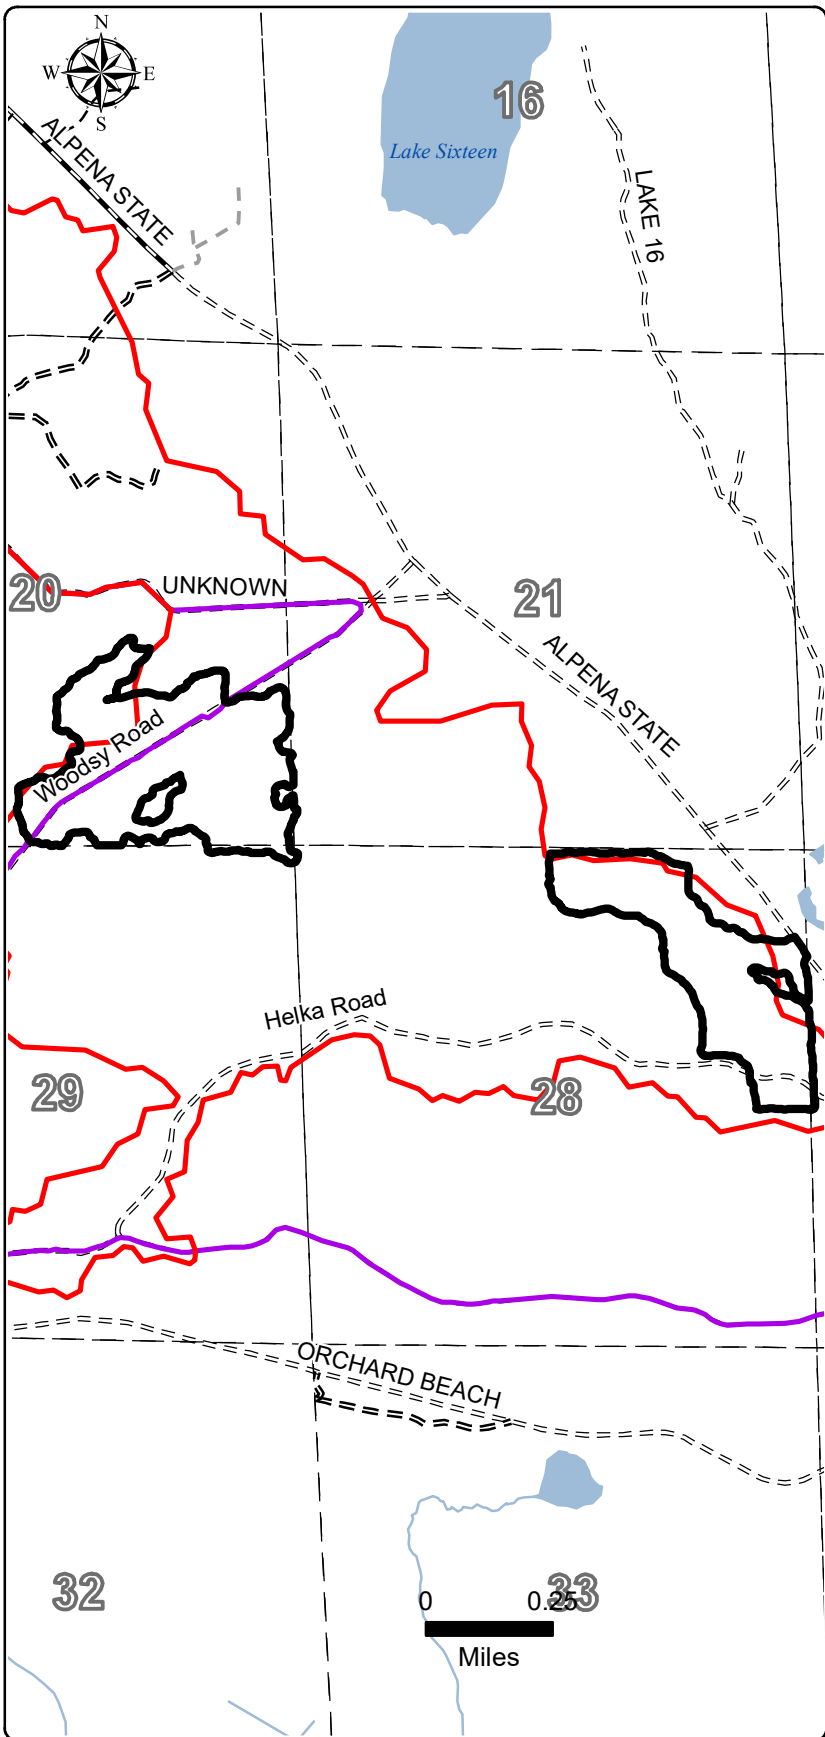 N
W E
S
16
ALPENA STATE
Lake Sixteen
LAKE 16
20
UNKNOWN
21
ALPENA STATE
Woodsy Road
Helka Road
29
28
ORCHARD BEACH
32
33
0 0.25
Miles